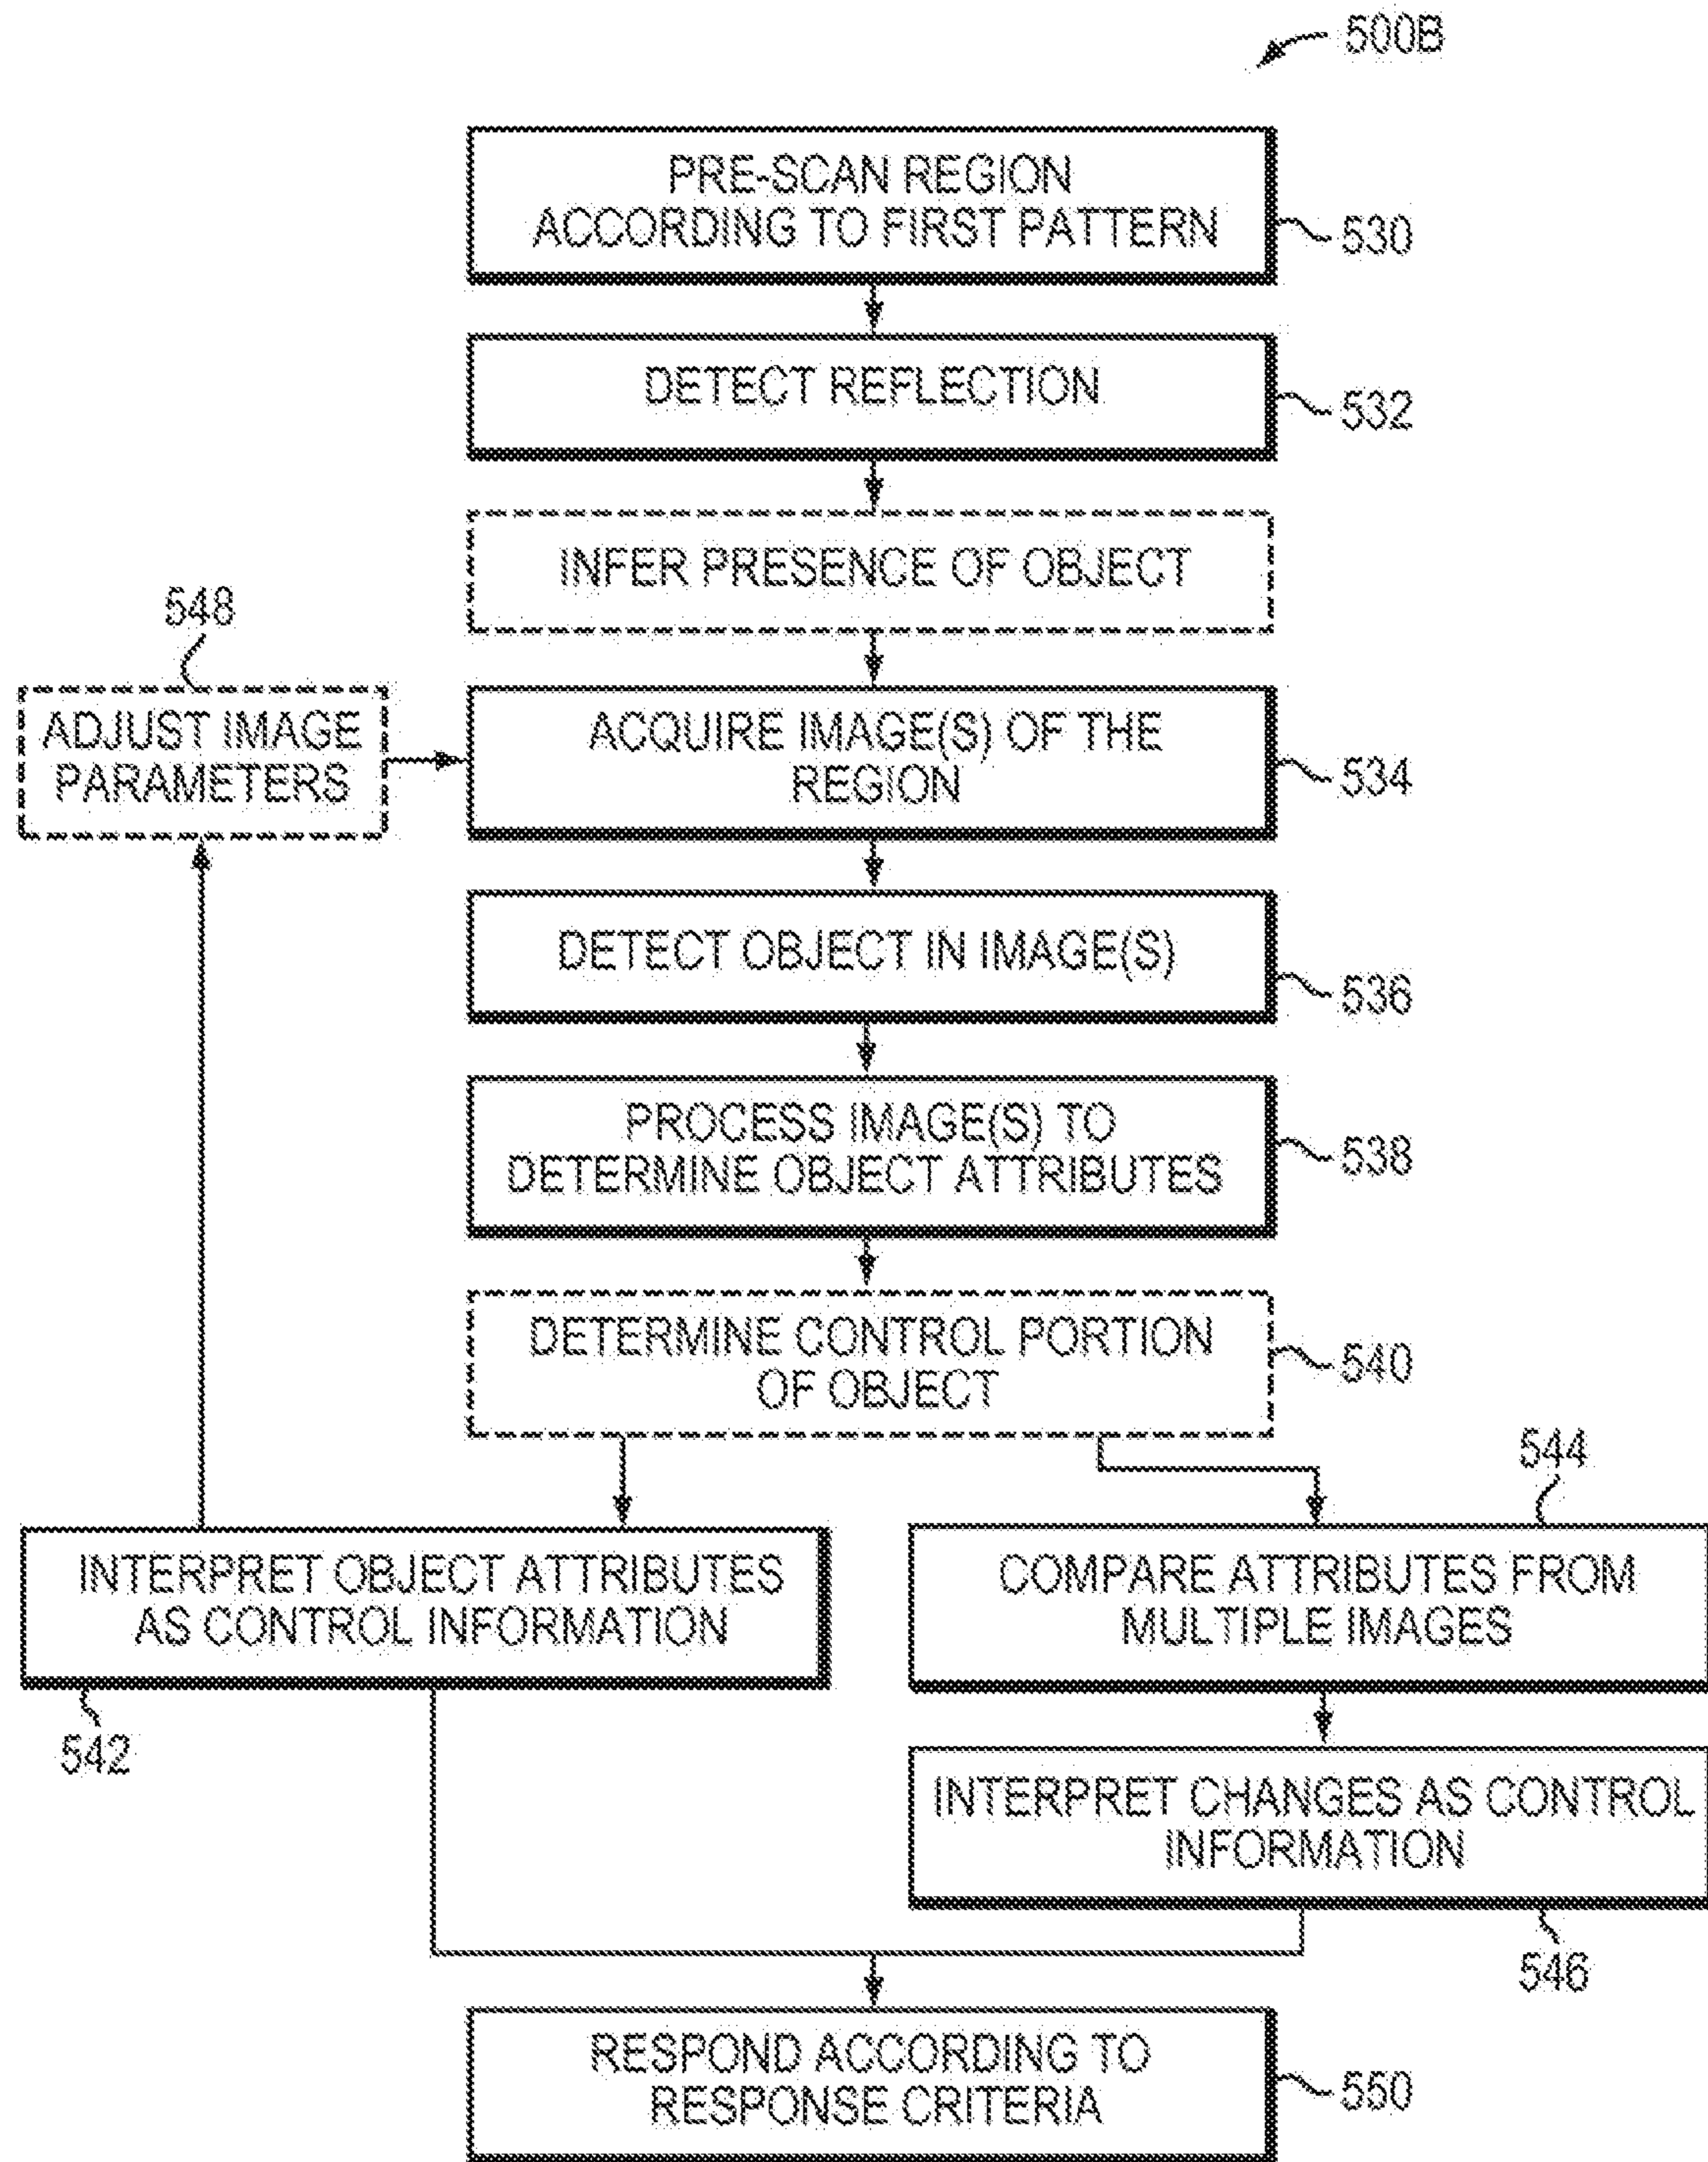 500B
PRE-SCAN REGION
ACCORDING TO FIRST PATTERN
530
DETECT REFLECTION
532
INFER PRESENCE OF OBJECT
548
ADJUST IMAGE
PARAMETERS
ACQUIRE IMAGE(S) OF THE
REGION
534
DETECT OBJECT IN IMAGE(S)
536
PROCESS IMAGE(S) TO
DETERMINE OBJECT ATTRIBUTES
538
DETERMINE CONTROL PORTION
OF OBJECT
540
INTERPRET OBJECT ATTRIBUTES
AS CONTROL INFORMATION
542
544
COMPARE ATTRIBUTES FROM
MULTIPLE IMAGES
INTERPRET CHANGES AS CONTROL
INFORMATION
546
RESPOND ACCORDING TO
RESPONSE CRITERIA
550